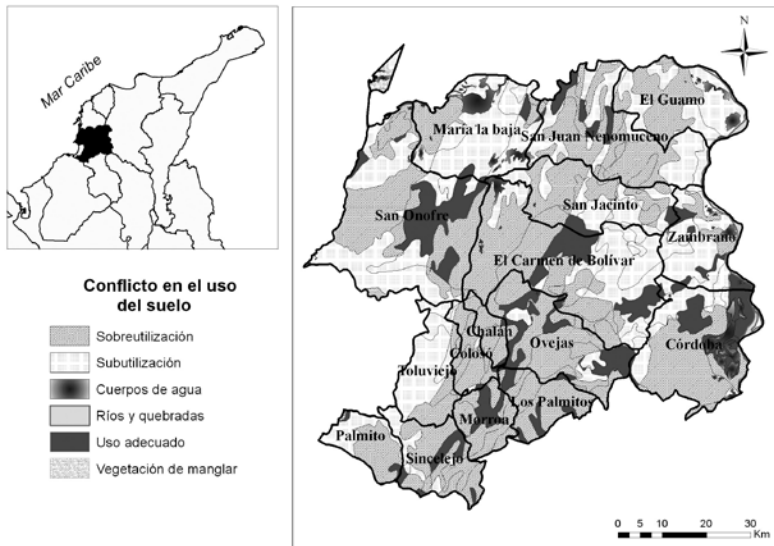 Mar Caribe
Conflicto en el uso
del suelo
Sobreutilización
Subutilización
Cuerpos de agua
Ríos y quebradas
Uso adecuado
Vegetación de manglar
N
El Guamo
María la baja
San Juan Nepomuceno
San Jacinto
San Onofre
Zambrano
El Carmen de Bolívar
Chalán
Colosó
Ovejas
Córdoba
Toluviejo
Los Palmitos
Morroa
Palmito
Sincelejo
0 5 10 20 30
Km